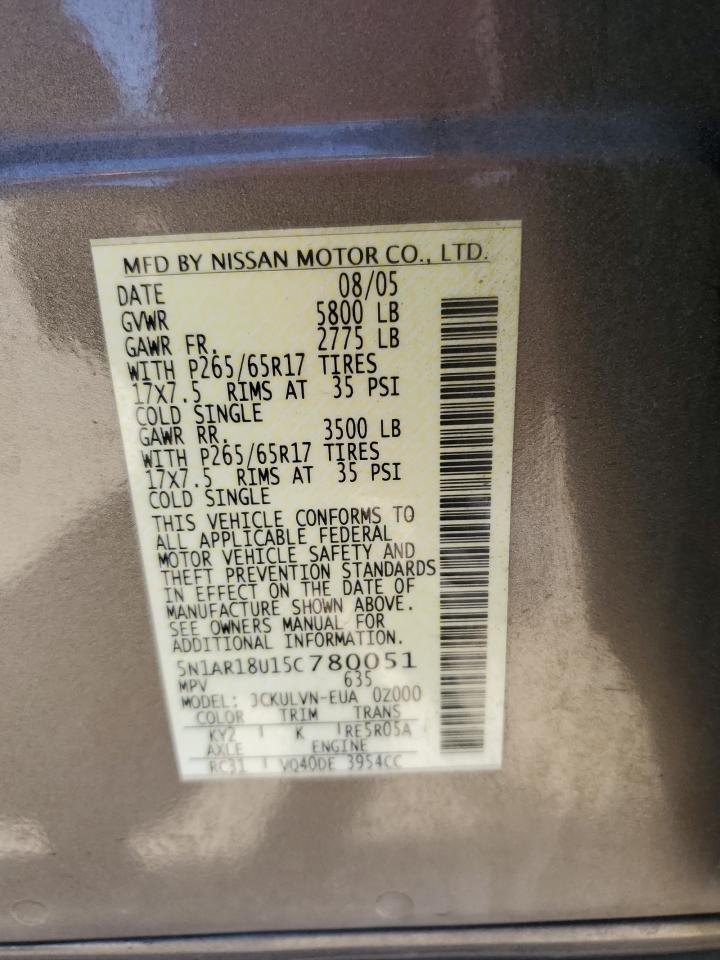 MFD BY NISSAN MOTOR CO., LTD.
DATE 08/05
GVWR 5800 LB
GAWR FR. 2775 LB
WITH P265/65R17 TIRES
17X7.5 RIMS AT 35 PSI
COLD SINGLE
GAWR RR. 3500 LB
WITH P265/65R17 TIRES
17X7.5 RIMS AT 35 PSI
COLD SINGLE
THIS VEHICLE CONFORMS TO
ALL APPLICABLE FEDERAL
MOTOR VEHICLE SAFETY AND
THEFT PREVENTION STANDARDS
IN EFFECT ON THE DATE OF
MANUFACTURE SHOWN ABOVE.
SEE OWNERS MANUAL FOR
ADDITIONAL INFORMATION.
5N1AR18U15C780051
MPV 635
MODEL: JCKULVN-EUA 0Z000
COLOR TRIM TRANS
KY2 K RE5R05A
AXLE ENGINE
RC31 VQ40DE 3954CC